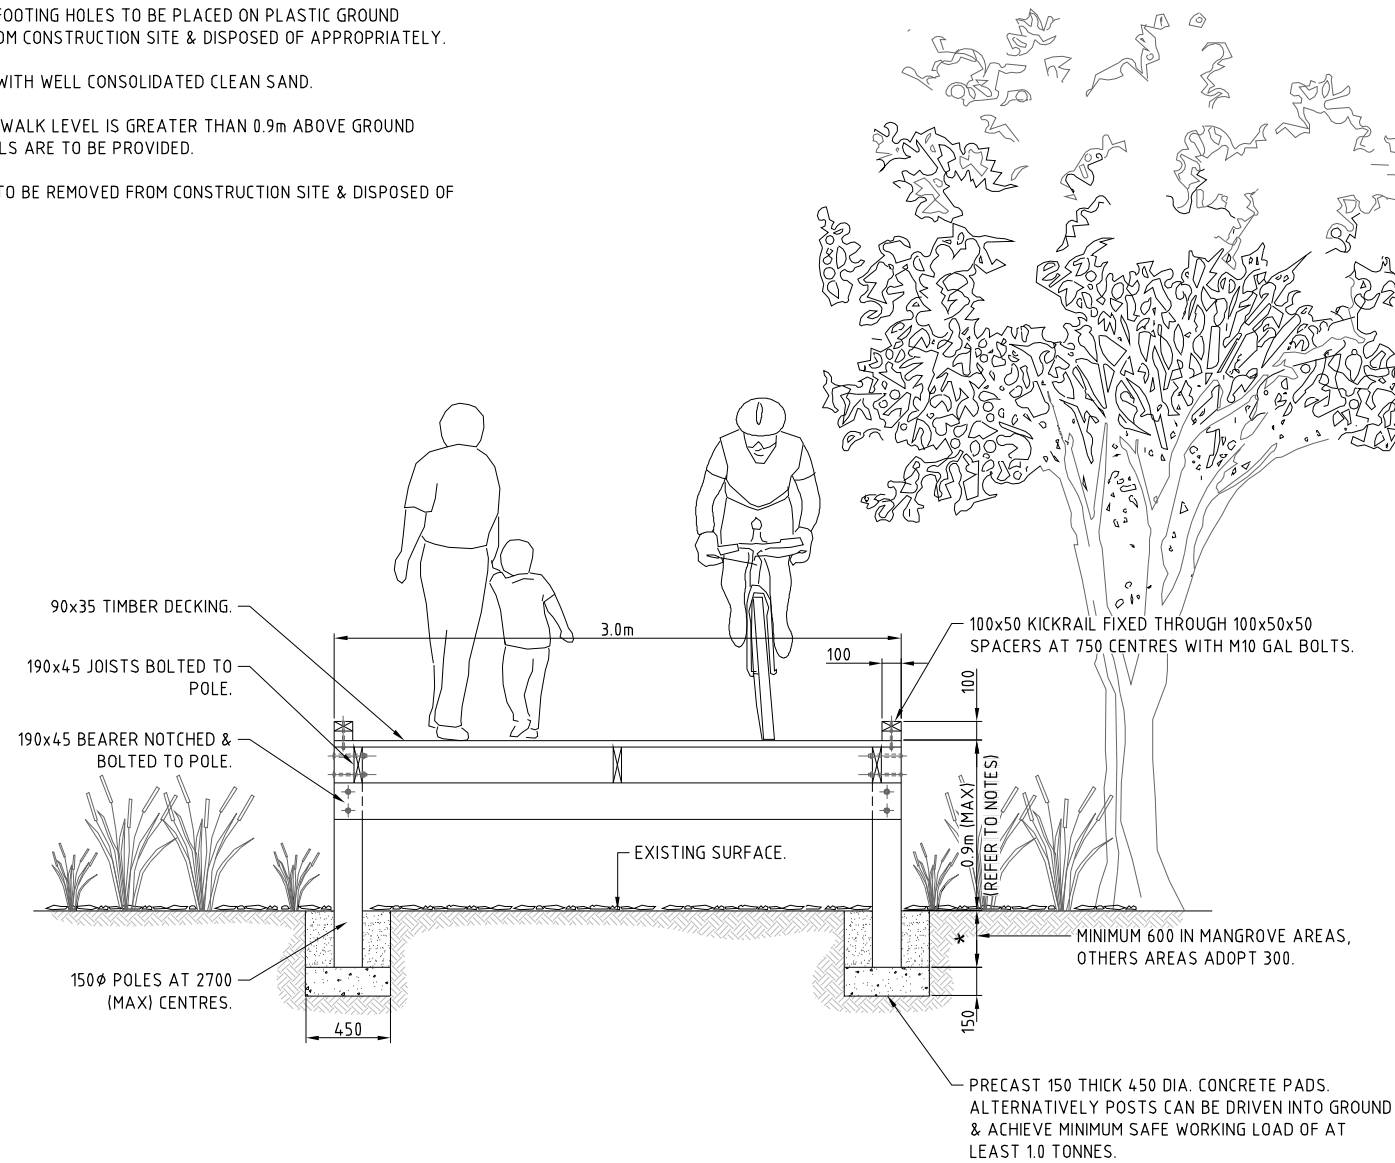 FOOTING HOLES TO BE PLACED ON PLASTIC GROUND
OM CONSTRUCTION SITE & DISPOSED OF APPROPRIATELY.
WITH WELL CONSOLIDATED CLEAN SAND.
WALK LEVEL IS GREATER THAN 0.9m ABOVE GROUND
LS ARE TO BE PROVIDED.
TO BE REMOVED FROM CONSTRUCTION SITE & DISPOSED OF
90x35 TIMBER DECKING.
3.0m
100x50 KICKRAIL FIXED THROUGH 100x50x50
SPACERS AT 750 CENTRES WITH M10 GAL BOLTS.
100
100
190x45 JOISTS BOLTED TO
POLE.
190x45 BEARER NOTCHED &
BOLTED TO POLE.
0.9m (MAX)
(REFER TO NOTES)
EXISTING SURFACE.
*
MINIMUM 600 IN MANGROVE AREAS,
OTHERS AREAS ADOPT 300.
150ø POLES AT 2700
(MAX) CENTRES.
450
150
PRECAST 150 THICK 450 DIA. CONCRETE PADS.
ALTERNATIVELY POSTS CAN BE DRIVEN INTO GROUND
& ACHIEVE MINIMUM SAFE WORKING LOAD OF AT
LEAST 1.0 TONNES.